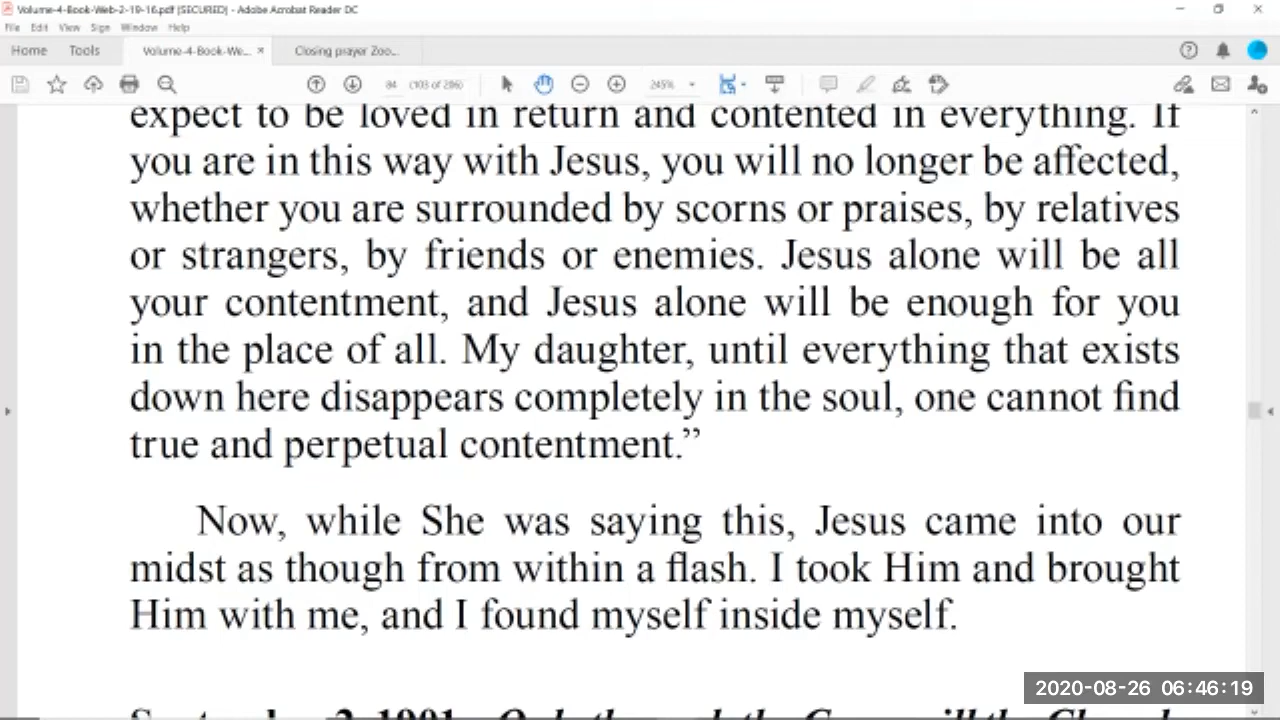 Volume-4-Book-Web-2-19-16.pdf (SECURED) - Adobe Acrobat Reader DC
File Edit View Sign Window Help
Home Tools Volume-4-Book-We... × Closing prayer Zoo...
84 (103 of 206) 245%
expect to be loved in return and contented in everything. If
you are in this way with Jesus, you will no longer be affected,
whether you are surrounded by scorns or praises, by relatives
or strangers, by friends or enemies. Jesus alone will be all
your contentment, and Jesus alone will be enough for you
in the place of all. My daughter, until everything that exists
down here disappears completely in the soul, one cannot find
true and perpetual contentment.”
Now, while She was saying this, Jesus came into our
midst as though from within a flash. I took Him and brought
Him with me, and I found myself inside myself.
2020-08-26 06:46:19